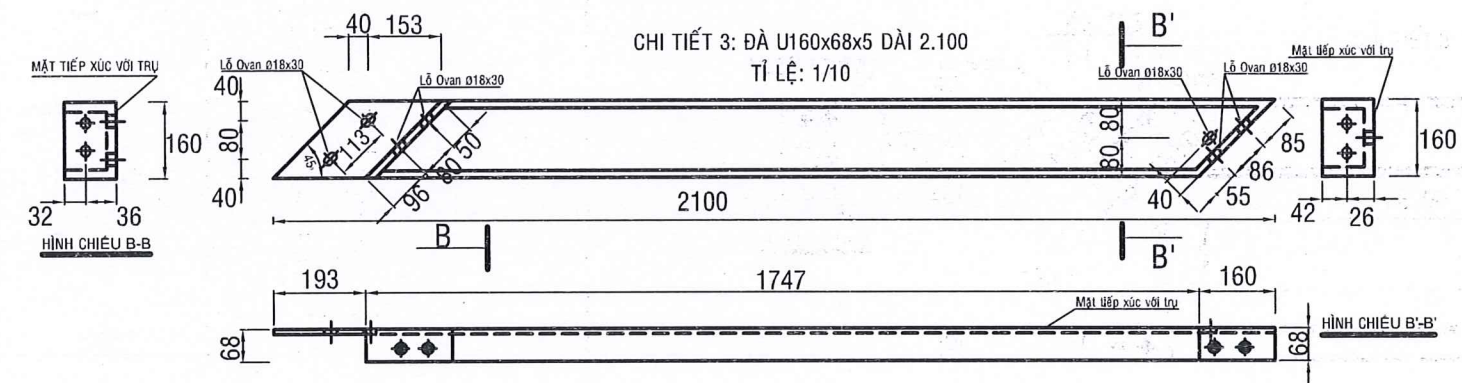 CHI TIẾT 3: ĐÀ U160x68x5 DÀI 2.100
TỈ LỆ: 1/10
MẶT TIẾP XÚC VỚI TRỤ
40
80
40
160
32
36
HÌNH CHIẾU B-B
40
153
Lỗ Ovan Ø18x30
Lỗ Ovan Ø18x30
113
45
96
80
50
2100
B
B'
B'
80
80
Lỗ Ovan Ø18x30
Lỗ Ovan Ø18x30
85
86
55
40
Mặt tiếp xúc với trụ
160
42
26
HÌNH CHIẾU B'-B'
193
1747
160
Mặt tiếp xúc với trụ
68
68